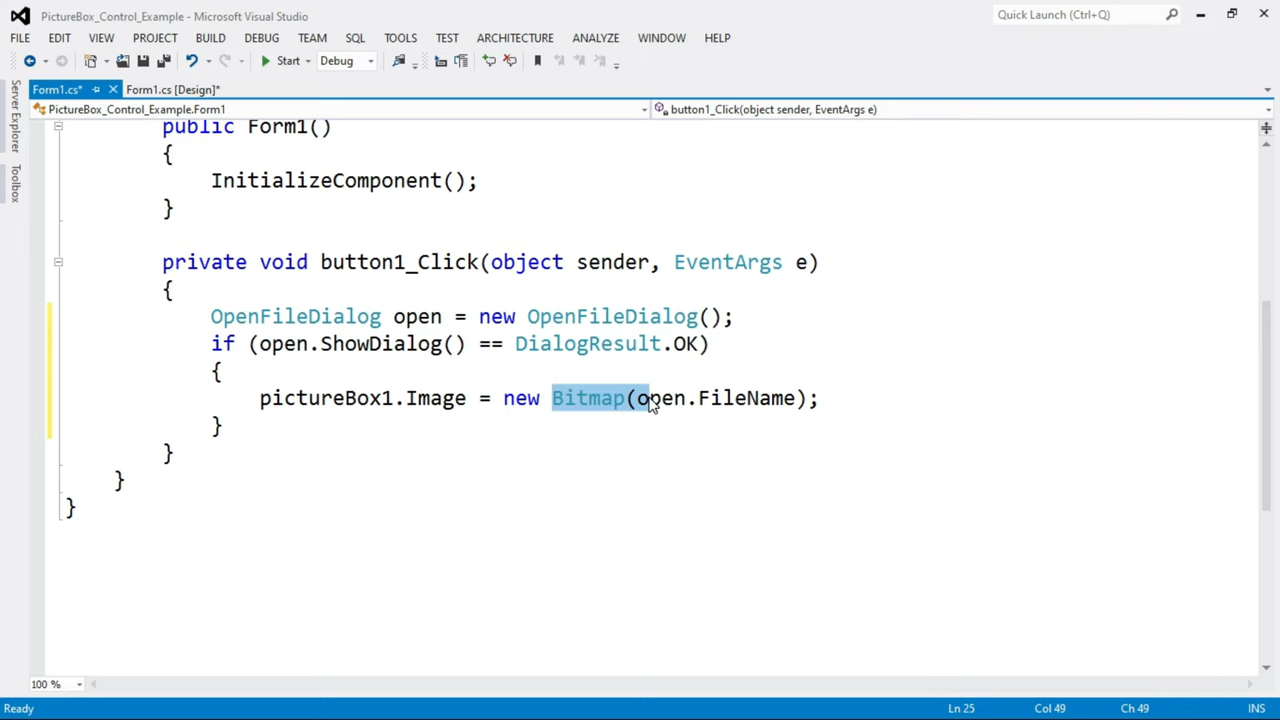 PictureBox_Control_Example - Microsoft Visual Studio
Quick Launch (Ctrl+Q)
FILE EDIT VIEW PROJECT BUILD DEBUG TEAM SQL TOOLS TEST ARCHITECTURE ANALYZE WINDOW HELP
Start Debug
Form1.cs* Form1.cs [Design]*
PictureBox_Control_Example.Form1 button1_Click(object sender, EventArgs e)
Server Explorer
Toolbox
public Form1()
{
InitializeComponent();
}
private void button1_Click(object sender, EventArgs e)
{
OpenFileDialog open = new OpenFileDialog();
if (open.ShowDialog() == DialogResult.OK)
{
pictureBox1.Image = new Bitmap(open.FileName);
}
}
}
}
100 %
Ready Ln 25 Col 49 Ch 49 INS